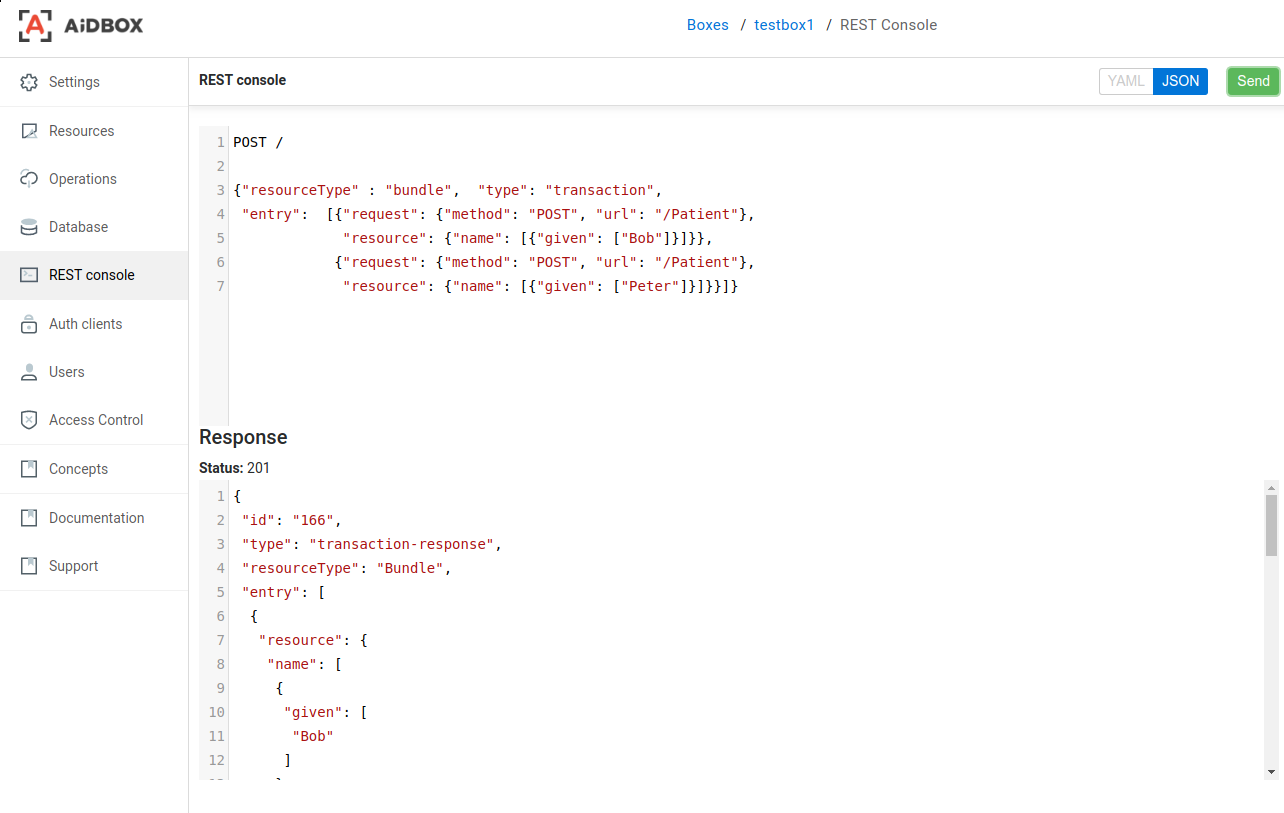 AiDBOX
Boxes / testbox1 / REST Console
Settings
Resources
Operations
Database
REST console
Auth clients
Users
Access Control
Concepts
Documentation
Support
REST console
YAML JSON Send
1 POST /
2
3 {"resourceType" : "bundle",  "type": "transaction",
4  "entry":  [{"request": {"method": "POST", "url": "/Patient"},
5              "resource": {"name": [{"given": ["Bob"]}]}},
6             {"request": {"method": "POST", "url": "/Patient"},
7              "resource": {"name": [{"given": ["Peter"]}]}}]}
Response
Status: 201
1 {
2  "id": "166",
3  "type": "transaction-response",
4  "resourceType": "Bundle",
5  "entry": [
6   {
7    "resource": {
8     "name": [
9      {
10       "given": [
11        "Bob"
12       ]